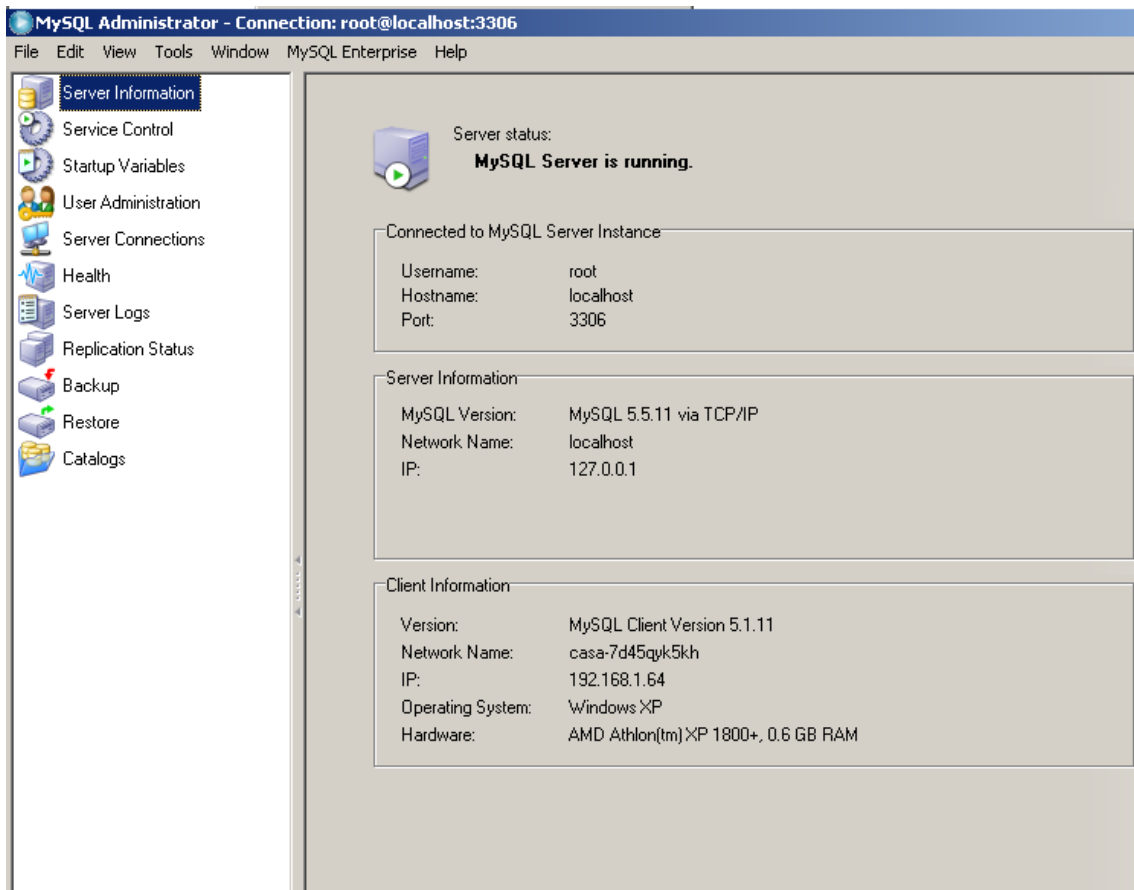 MySQL Administrator - Connection: root@localhost:3306
File Edit View Tools Window MySQL Enterprise Help
Server Information
Service Control
Startup Variables
User Administration
Server Connections
Health
Server Logs
Replication Status
Backup
Restore
Catalogs
Server status:
MySQL Server is running.
Connected to MySQL Server Instance
Username: root
Hostname: localhost
Port: 3306
Server Information
MySQL Version: MySQL 5.5.11 via TCP/IP
Network Name: localhost
IP: 127.0.0.1
Client Information
Version: MySQL Client Version 5.1.11
Network Name: casa-7d45qyk5kh
IP: 192.168.1.64
Operating System: Windows XP
Hardware: AMD Athlon(tm) XP 1800+, 0.6 GB RAM